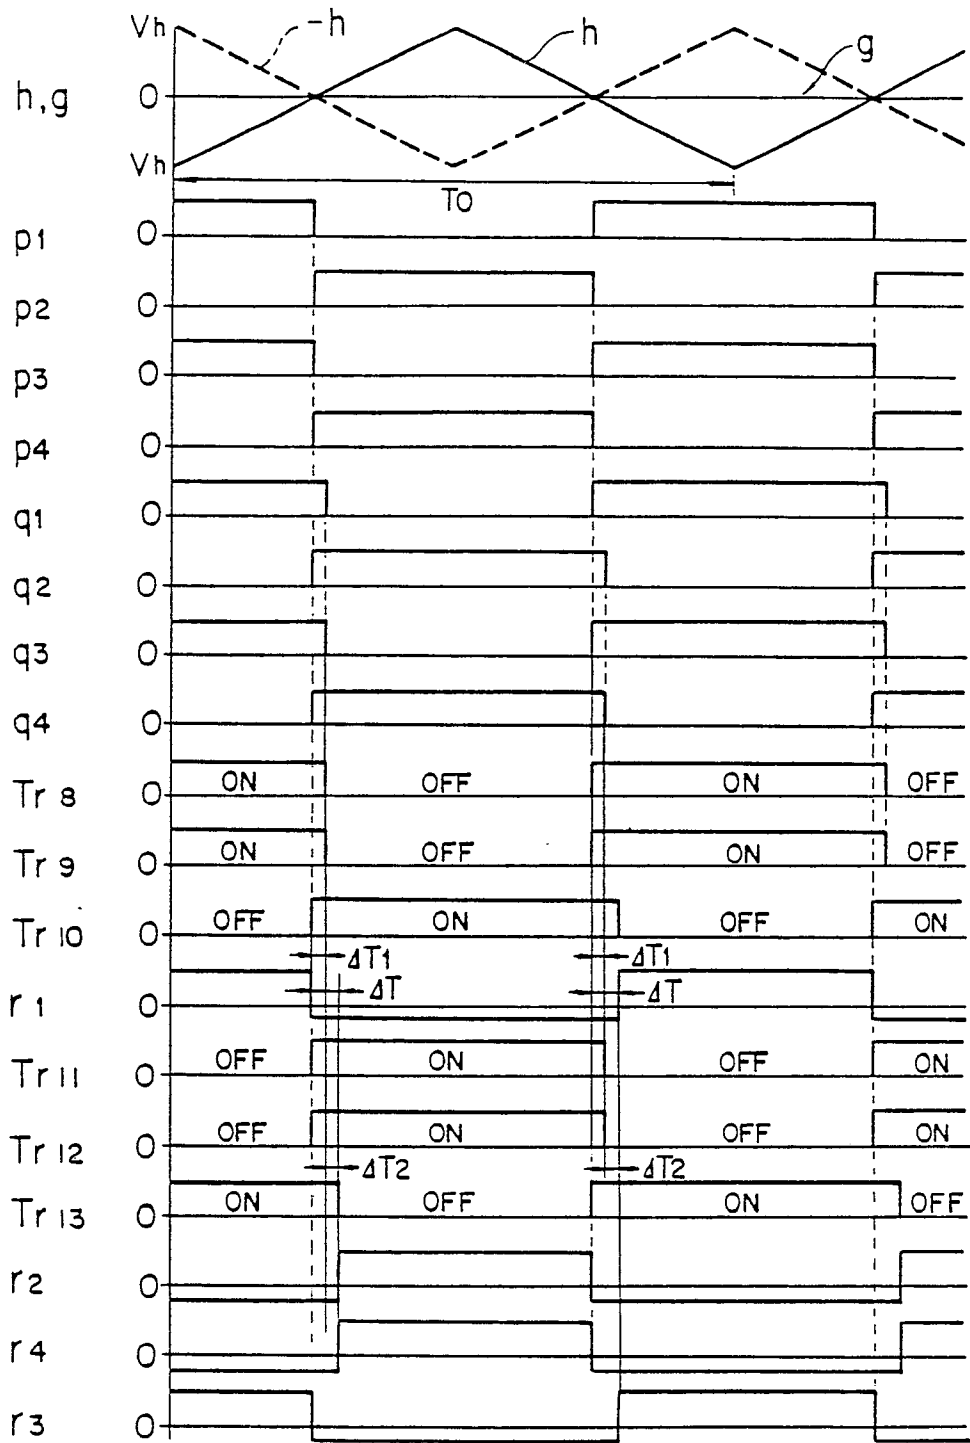 Vh -h h g
h,g 0
Vh
To
p1 0
p2 0
p3 0
p4 0
q1 0
q2 0
q3 0
q4 0
Tr 8 0 ON OFF ON OFF
Tr 9 0 ON OFF ON OFF
Tr 10 0 OFF ON OFF ON
ΔT1 ΔT1
r1 0 ΔT ΔT
Tr 11 0 OFF ON OFF ON
Tr 12 0 OFF ON OFF ON
ΔT2 ΔT2
Tr 13 0 ON OFF ON OFF
r2 0
r4 0
r3 0